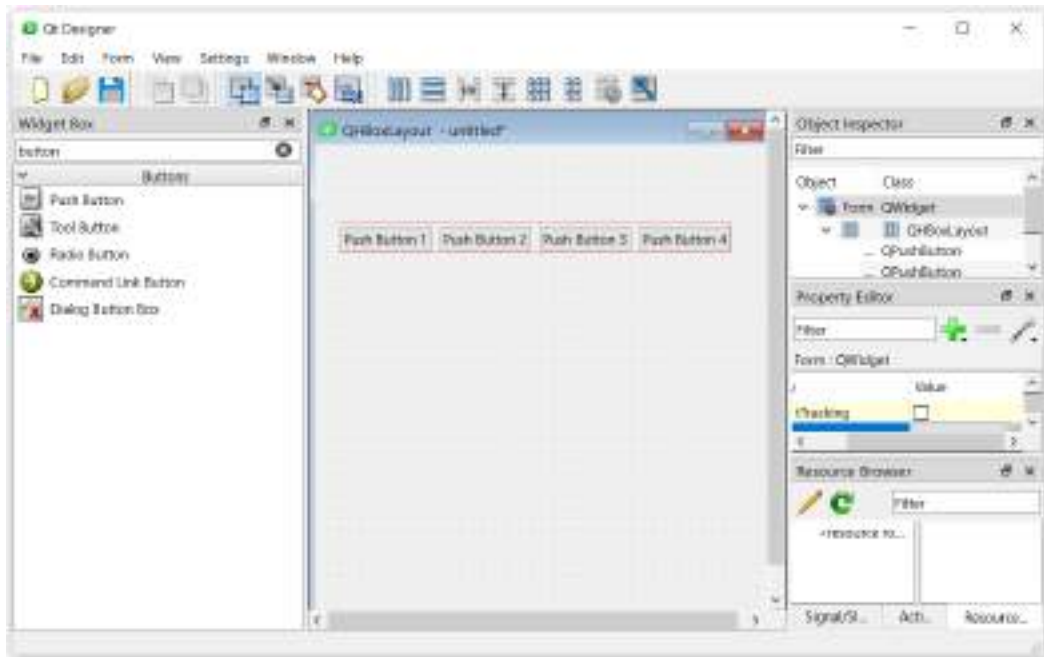 Qt Designer
File Edit Form View Settings Window Help
Widget Box
button
Buttons
Push Button
Tool Button
Radio Button
Command Link Button
Dialog Button Box
QHBoxLayout - untitled*
Push Button 1 Push Button 2 Push Button 3 Push Button 4
Object Inspector
Filter
Object Class
Form QWidget
QHBoxLayout
QPushButton
QPushButton
Property Editor
Filter
Form : QWidget
Value
tTracking
Resource Browser
Filter
<resource ro...
Signal/Sl... Acti... Resource...